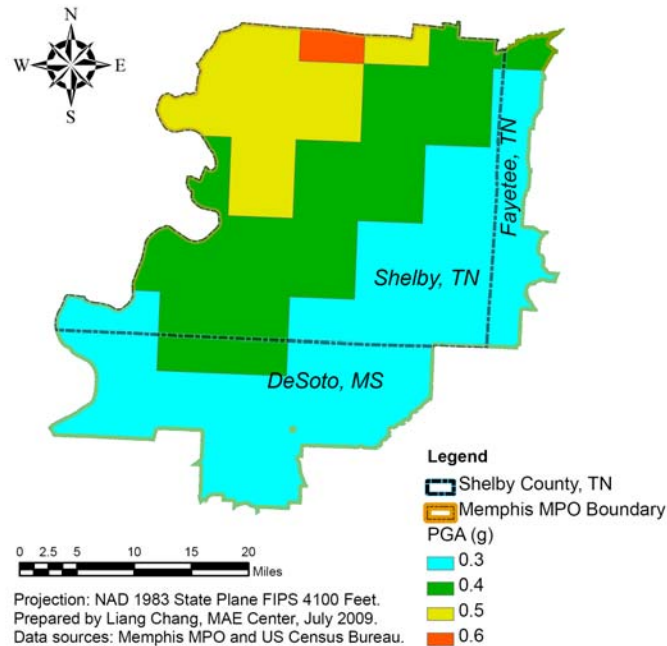 N
W E
S
Fayetee, TN
Shelby, TN
DeSoto, MS
Legend
Shelby County, TN
Memphis MPO Boundary
PGA (g)
0.3
0.4
0.5
0.6
0 2.5 5 10 15 20
Miles
Projection: NAD 1983 State Plane FIPS 4100 Feet.
Prepared by Liang Chang, MAE Center, July 2009.
Data sources: Memphis MPO and US Census Bureau.